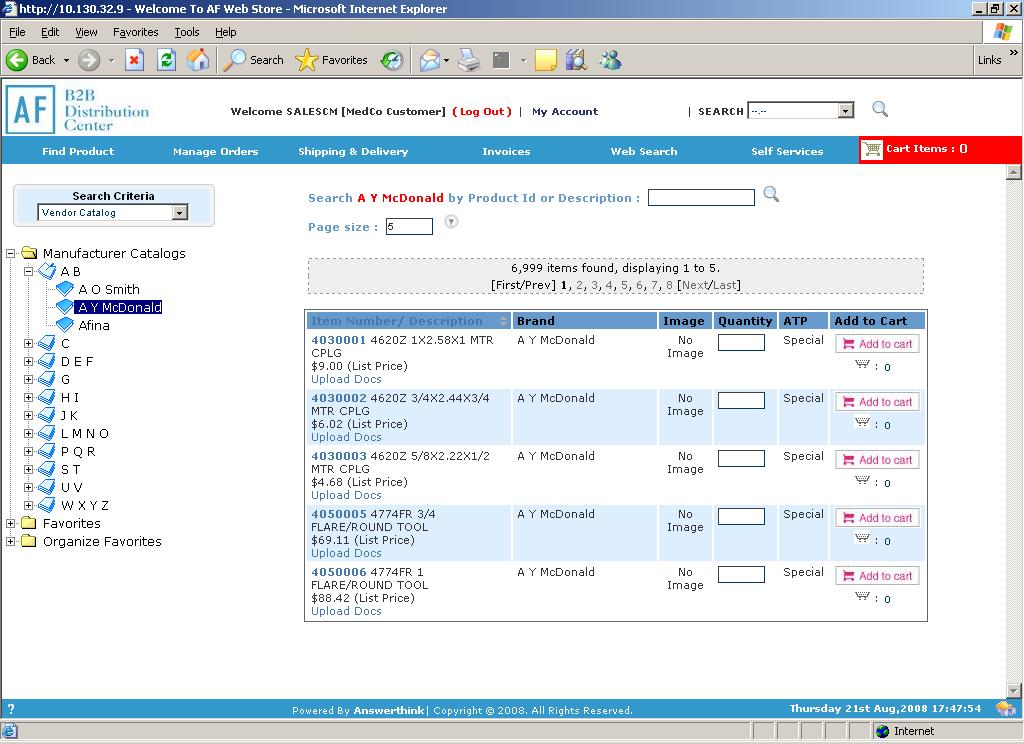 http://10.130.32.9 - Welcome To AF Web Store - Microsoft Internet Explorer
File Edit View Favorites Tools Help
Back Search Favorites Links »
AF B2B Distribution Center
Welcome SALESCM [MedCo Customer] ( Log Out ) | My Account | SEARCH --.--
Find Product Manage Orders Shipping & Delivery Invoices Web Search Self Services Cart Items : 0
Search Criteria
Vendor Catalog
Manufacturer Catalogs
A B
A O Smith
A Y McDonald
Afina
C
D E F
G
H I
J K
L M N O
P Q R
S T
U V
W X Y Z
Favorites
Organize Favorites
Search A Y McDonald by Product Id or Description :
Page size : 5
6,999 items found, displaying 1 to 5.
[First/Prev] 1, 2, 3, 4, 5, 6, 7, 8 [Next/Last]
Item Number/ Description Brand Image Quantity ATP Add to Cart
4030001 4620Z 1X2.58X1 MTR A Y McDonald No Special Add to cart
CPLG Image
$9.00 (List Price) : 0
Upload Docs
4030002 4620Z 3/4X2.44X3/4 A Y McDonald No Special Add to cart
MTR CPLG Image
$6.02 (List Price) : 0
Upload Docs
4030003 4620Z 5/8X2.22X1/2 A Y McDonald No Special Add to cart
MTR CPLG Image
$4.68 (List Price) : 0
Upload Docs
4050005 4774FR 3/4 A Y McDonald No Special Add to cart
FLARE/ROUND TOOL Image
$69.11 (List Price) : 0
Upload Docs
4050006 4774FR 1 A Y McDonald No Special Add to cart
FLARE/ROUND TOOL Image
$88.42 (List Price) : 0
Upload Docs
? Powered By Answerthink| Copyright © 2008. All Rights Reserved. Thursday 21st Aug,2008 17:47:54
Internet